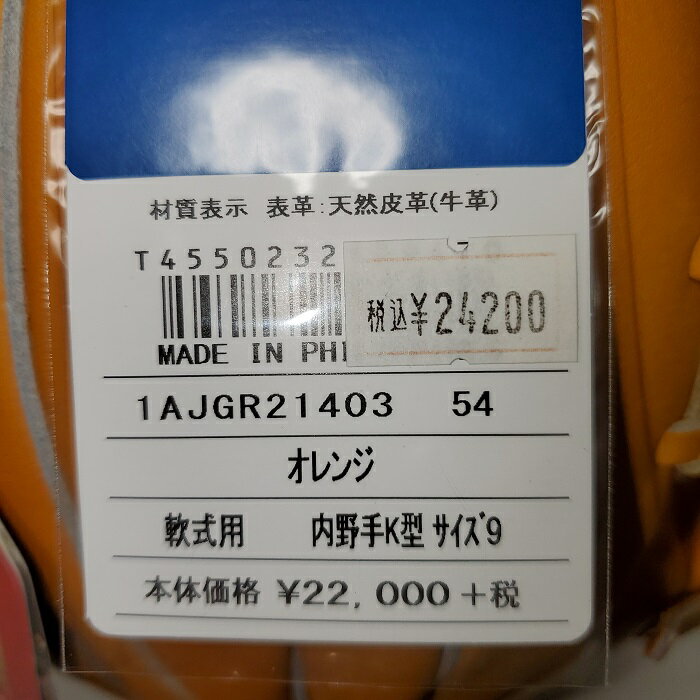 材質表示 表革:天然皮革(牛革)
T4550232
税込¥24200
MADE IN PHI
1AJGR21403 54
オレンジ
軟式用 内野手K型 サイズ9
本体価格 ¥22,000+税